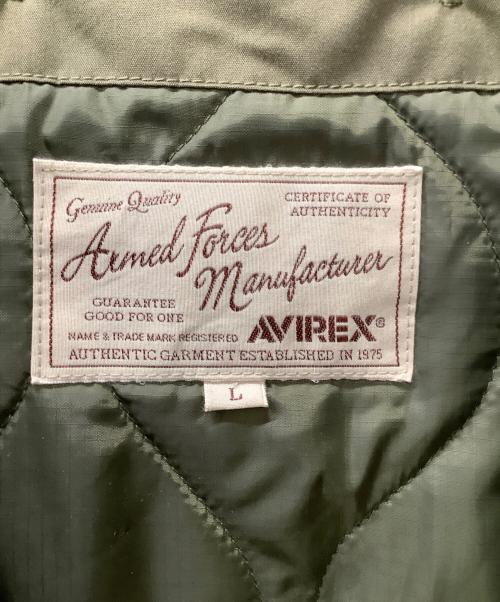 Genuine Quality
CERTIFICATE OF
AUTHENTICITY
Armed Forces
Manufacturer
GUARANTEE
GOOD FOR ONE
NAME & TRADE MARK REGISTERED
AVIREX®
AUTHENTIC GARMENT ESTABLISHED IN 1975
L